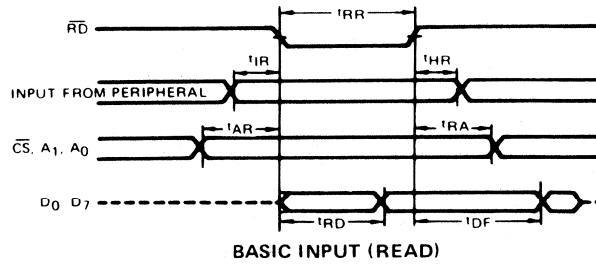 tRR
RD
tIR
tHR
INPUT FROM PERIPHERAL
tAR
tRA
CS, A1, A0
D0 D7
tRD
tDF
BASIC INPUT (READ)